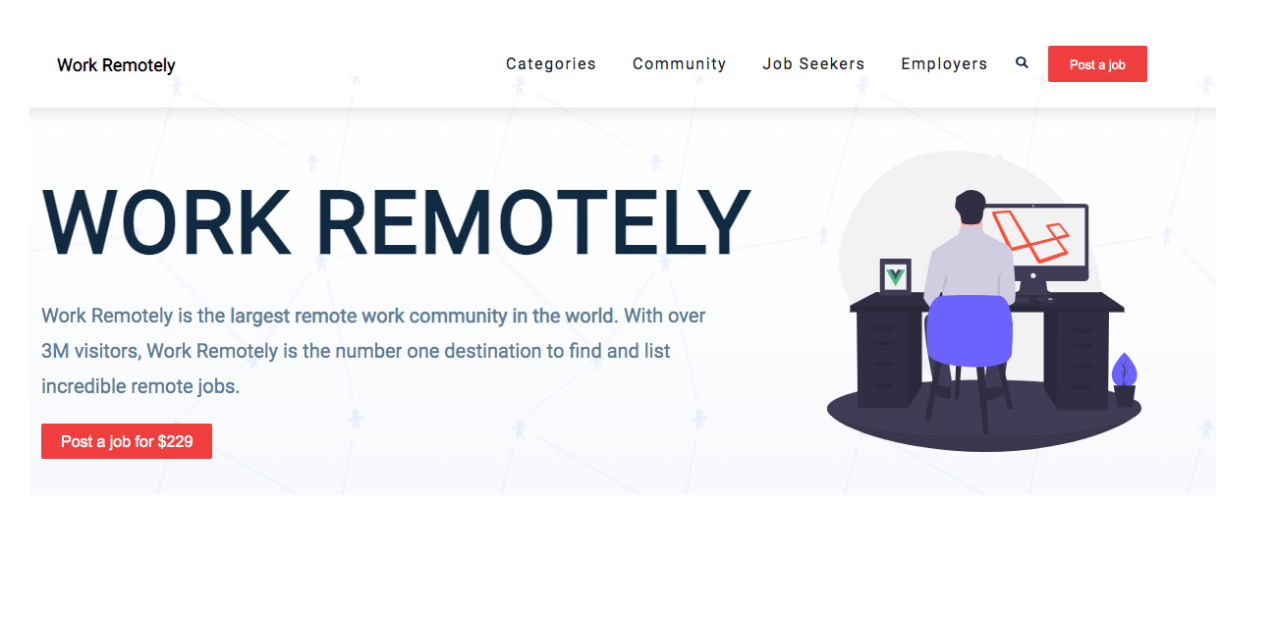 Work Remotely
Categories Community Job Seekers Employers Post a job
WORK REMOTELY
Work Remotely is the largest remote work community in the world. With over
3M visitors, Work Remotely is the number one destination to find and list
incredible remote jobs.
Post a job for $229